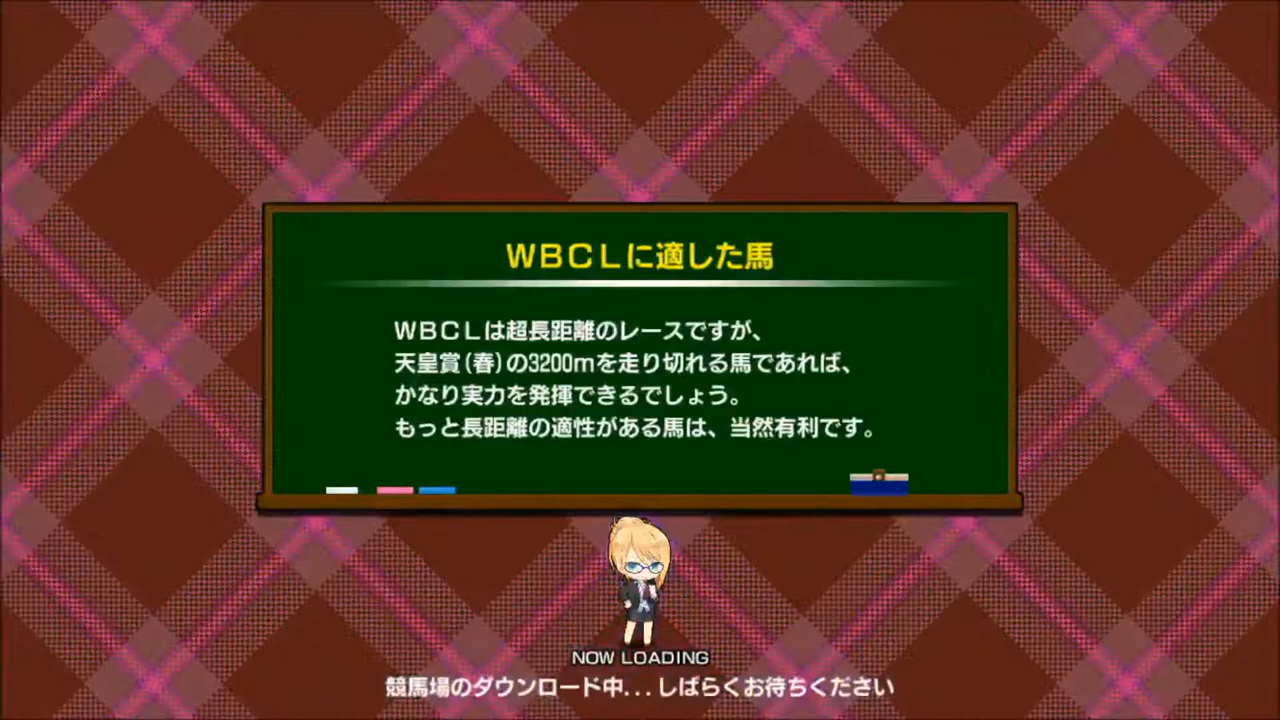 ＷＢＣＬに適した馬
ＷＢＣＬは超長距離のレースですが、
天皇賞(春)の3200mを走り切れる馬であれば、
かなり実力を発揮できるでしょう。
もっと長距離の適性がある馬は、当然有利です。
NOW LOADING
競馬場のダウンロード中...しばらくお待ちください